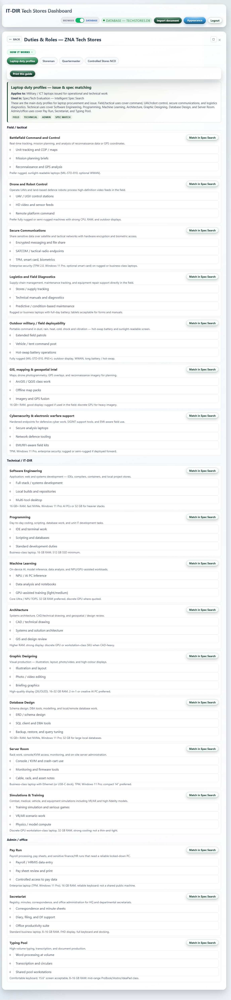 IT-DIR Tech Stores Dashboard
BROWSER DATABASE DATABASE — TECHSTORES.DB Import document Appearance Logout
← BACK Duties & Roles — ZNA Tech Stores
HOW IT WORKS
Laptop duty profiles Storeman Quartermaster Controlled Stores NCO
Print this guide
Laptop duty profiles — issue & spec matching
Applies to: Military / ICT laptops issued for operational and technical work
Used in: Spec/Tech Evaluation — Intelligent Spec Search
These are the main duty profiles for laptop procurement and issue. Field/tactical uses cover command, UAV/robot control, secure communications, and logistics
diagnostics. Technical uses cover Software Engineering, Programming, Machine Learning, Architecture, Graphic Designing, Database Design, and Server Room.
Admin/office uses cover Pay Run, Secretariat, and Typing Pool.
FIELD TECHNICAL ADMIN SPEC MATCH
Field / tactical
Battlefield Command and Control Match in Spec Search
Real-time tracking, mission planning, and analysis of reconnaissance data or GPS coordinates.
Unit tracking and COP / maps
Mission planning briefs
Reconnaissance and GPS analysis
Prefer rugged, sunlight-readable laptops (MIL-STD-810, optional WWAN).
Drone and Robot Control Match in Spec Search
Operate UAVs and land-based defence robots; process high-definition video feeds in the field.
UAV / UGV control stations
HD video and sensor feeds
Remote platform command
Prefer fully rugged or semi-rugged machines with strong CPU, RAM, and outdoor displays.
Secure Communications Match in Spec Search
Share sensitive data over satellite and tactical networks with hardware encryption and biometric access.
Encrypted messaging and file share
SATCOM / tactical radio endpoints
TPM, smart card, biometrics
Enterprise security (TPM 2.0, Windows 11 Pro, optional smart card) on rugged or business-class laptops.
Logistics and Field Diagnostics Match in Spec Search
Supply-chain management, maintenance tracking, and equipment repair support directly in the field.
Stores / supply tracking
Technical manuals and diagnostics
Predictive / condition-based maintenance
Rugged or business laptops with full-day battery; tablets acceptable for forms and manuals.
Outdoor military / field deployability Match in Spec Search
Portable command in dust, rain, heat, cold, shock and vibration — hot-swap battery and sunlight-readable screen.
Extended field patrols
Vehicle / tent command post
Hot-swap battery operations
Fully rugged (MIL-STD-810, IP65+), outdoor display, WWAN, long battery / hot-swap.
GIS, mapping & geospatial intel Match in Spec Search
Maps, drone photogrammetry, GPS overlays, and reconnaissance imagery for planning.
ArcGIS / QGIS class work
Offline map packs
Imagery and GPS fusion
16 GB+ RAM, good display; rugged if used in the field; discrete GPU for heavy imagery.
Cybersecurity & electronic warfare support Match in Spec Search
Hardened endpoints for defensive cyber work, SIGINT support tools, and EMI-aware field use.
Secure analysis laptops
Network defence tooling
EMI/RFI-aware field kits
TPM, Windows 11 Pro, enterprise security; rugged or semi-rugged if deployed forward.
Technical / IT-DIR
Software Engineering Match in Spec Search
Application, web and systems development — IDEs, compilers, containers, and local project stores.
Full-stack / systems development
Local builds and repositories
Multi-tool desktop
16 GB+ RAM, fast NVMe, Windows 11 Pro; AI PCs or 32 GB for heavier stacks.
Programming Match in Spec Search
Day-to-day coding, scripting, database work, and unit IT development tasks.
IDE and terminal work
Scripting and databases
Standard development duties
Business-class laptop, 16 GB RAM, 512 GB SSD minimum.
Machine Learning Match in Spec Search
On-device AI, model inference, data analysis, and NPU/GPU-assisted workloads.
NPU / AI PC inference
Data analysis and notebooks
GPU-assisted training (light/medium)
Core Ultra / NPU TOPS, 32 GB RAM preferred, discrete GPU where quoted.
Architecture Match in Spec Search
Systems architecture, CAD/technical drawing, and geospatial / design review.
CAD / technical drawing
Systems and solution architecture
GIS and design review
Higher RAM, strong display; discrete GPU or workstation-class SKU when CAD-heavy.
Graphic Designing Match in Spec Search
Visual production — illustration, layout, photo/video, and high-colour displays.
Illustration and layout
Photo / video editing
Briefing graphics
High-quality display (2K/OLED), 16–32 GB RAM, 2-in-1 or creative AI PC preferred.
Database Design Match in Spec Search
Schema design, DBA tools, modelling, and local/remote database work.
ERD / schema design
SQL client and DBA tools
Backup, restore, and query tuning
16 GB+ RAM, fast NVMe, Windows 11 Pro; 32 GB for large local databases.
Server Room Match in Spec Search
Rack work, console/KVM access, monitoring, and on-site server administration.
Console / KVM and crash-cart use
Monitoring and firmware tools
Cable, rack, and asset notes
Business-class laptop with Ethernet (or USB-C dock), TPM, Windows 11 Pro; compact 14" preferred.
Simulations & Training Match in Spec Search
Combat, medical, vehicle, and equipment simulations including VR/AR and high-fidelity models.
Training simulation and serious games
VR/AR scenario work
Physics / model compute
Discrete GPU workstation-class laptop, 32 GB RAM, strong cooling; not a thin-and-light.
Admin / office
Pay Run Match in Spec Search
Payroll processing, pay sheets, and sensitive finance/HR runs that need a reliable locked-down PC.
Payroll / HRMIS data entry
Pay sheet review and print
Controlled access to pay data
Enterprise laptop (TPM, Windows 11 Pro), 16 GB RAM, reliable keyboard; not a shared public machine.
Secretariat Match in Spec Search
Registry, minutes, correspondence, and office administration for HQ and departmental secretariats.
Correspondence and minute sheets
Diary, filing, and DF support
Office productivity suite
Standard business laptop, 8–16 GB RAM, FHD display, full keyboard and docking.
Typing Pool Match in Spec Search
High-volume typing, transcription, and document production.
Word processing at volume
Transcription and circulars
Shared pool workstations
Comfortable keyboard, 15.6" screen acceptable, 8–16 GB RAM; mid-range ProBook/Vostro/IdeaPad class.